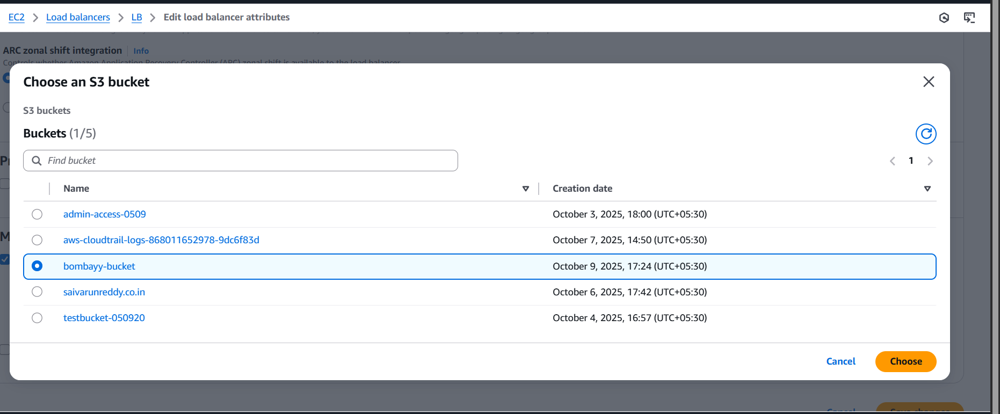 EC2 > Load balancers > LB > Edit load balancer attributes
ARC zonal shift integration | Info
Controls whether Amazon Application Recovery Controller (ARC) zonal shift is available to the load balancer.
Choose an S3 bucket
S3 buckets
Buckets (1/5)
Find bucket
1
Name Creation date
admin-access-0509 October 3, 2025, 18:00 (UTC+05:30)
aws-cloudtrail-logs-868011652978-9dc6f83d October 7, 2025, 14:50 (UTC+05:30)
bombayy-bucket October 9, 2025, 17:24 (UTC+05:30)
saivarunreddy.co.in October 6, 2025, 17:42 (UTC+05:30)
testbucket-050920 October 4, 2025, 16:57 (UTC+05:30)
Cancel Choose
Cancel Save changes